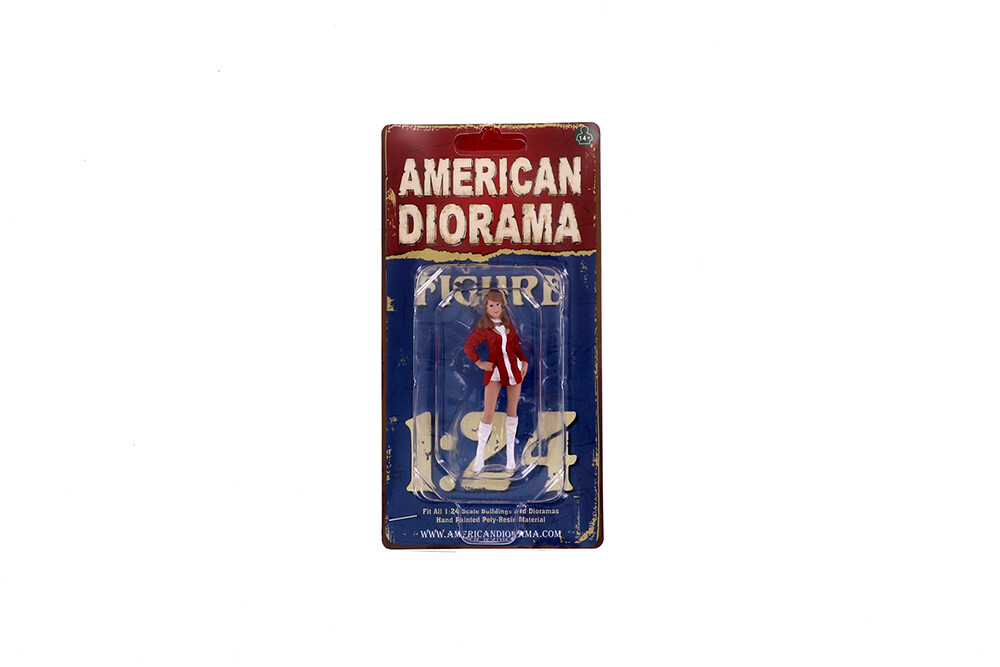 14+
AMERICAN
DIORAMA
FIGURE
1:24
Fit All 1:24 Scale Buildings and Dioramas
Hand Painted Poly-Resin Material
WWW.AMERICANDIORAMA.COM